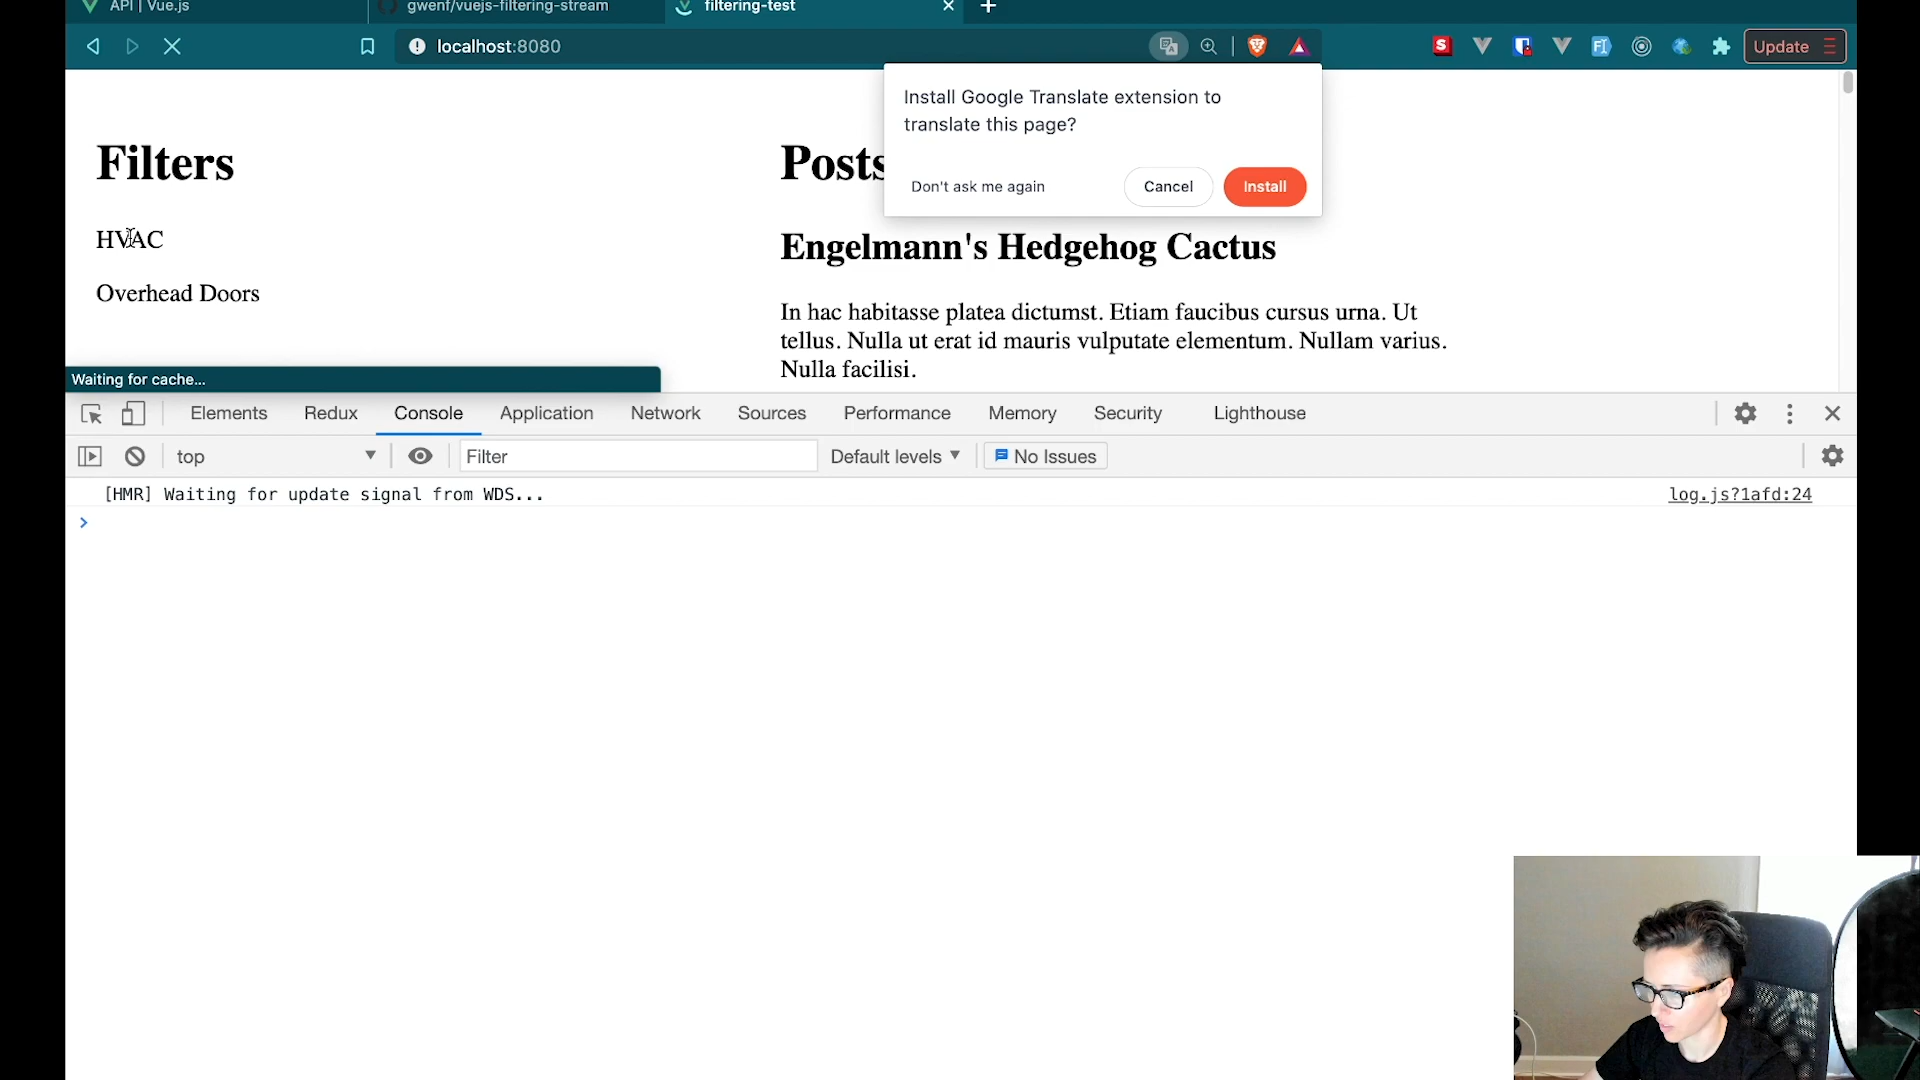 API | Vue.js
gwenf/vuejs-filtering-stream
filtering-test
localhost:8080
Update
Install Google Translate extension to
translate this page?
Don't ask me again
Cancel
Install
Filters
HVAC
Overhead Doors
Posts
Engelmann's Hedgehog Cactus
In hac habitasse platea dictumst. Etiam faucibus cursus urna. Ut
tellus. Nulla ut erat id mauris vulputate elementum. Nullam varius.
Nulla facilisi.
Waiting for cache...
Elements Redux Console Application Network Sources Performance Memory Security Lighthouse
top Filter Default levels No Issues
[HMR] Waiting for update signal from WDS... log.js?1afd:24